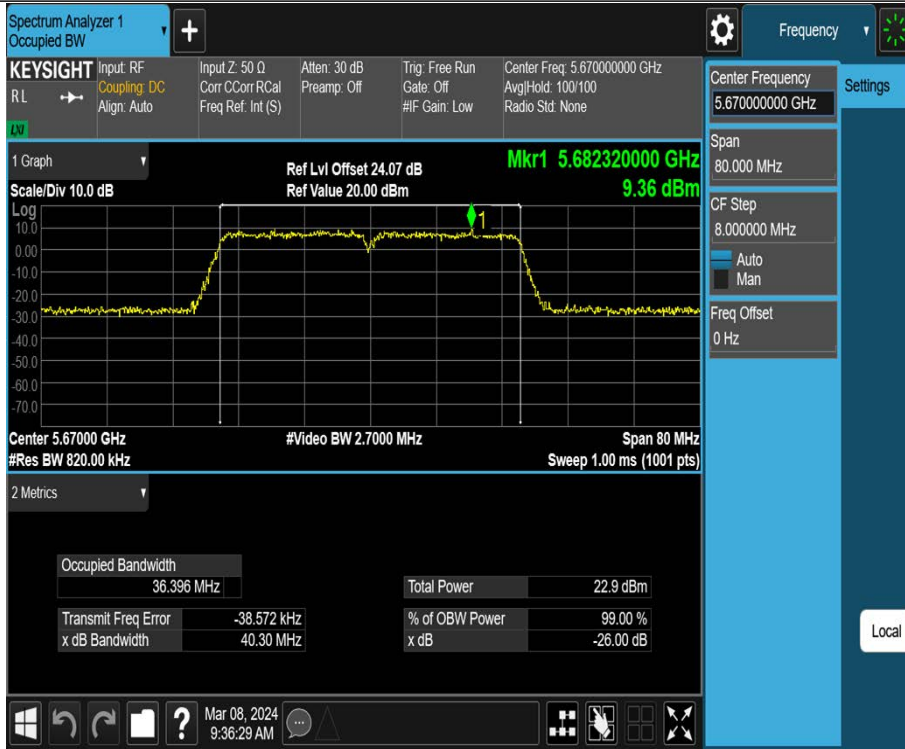 Spectrum Analyzer 1
Occupied BW
+
Frequency
KEYSIGHT
R L
LXI
Input: RF
Coupling: DC
Align: Auto
Input Z: 50 Ω
Corr CCorr RCal
Freq Ref: Int (S)
Atten: 30 dB
Preamp: Off
Trig: Free Run
Gate: Off
#IF Gain: Low
Center Freq: 5.670000000 GHz
Avg|Hold: 100/100
Radio Std: None
Center Frequency
5.670000000 GHz
Settings
Span
80.000 MHz
CF Step
8.000000 MHz
Auto
Man
Freq Offset
0 Hz
Local
1 Graph
Scale/Div 10.0 dB
Ref Lvl Offset 24.07 dB
Ref Value 20.00 dBm
Mkr1 5.682320000 GHz
9.36 dBm
Log
10.0
0.00
-10.0
-20.0
-30.0
-40.0
-50.0
-60.0
-70.0
1
Center 5.67000 GHz
#Video BW 2.7000 MHz
Span 80 MHz
#Res BW 820.00 kHz
Sweep 1.00 ms (1001 pts)
2 Metrics
Occupied Bandwidth
36.396 MHz
Total Power 22.9 dBm
Transmit Freq Error -38.572 kHz
% of OBW Power 99.00 %
x dB Bandwidth 40.30 MHz
x dB -26.00 dB
?
Mar 08, 2024
9:36:29 AM